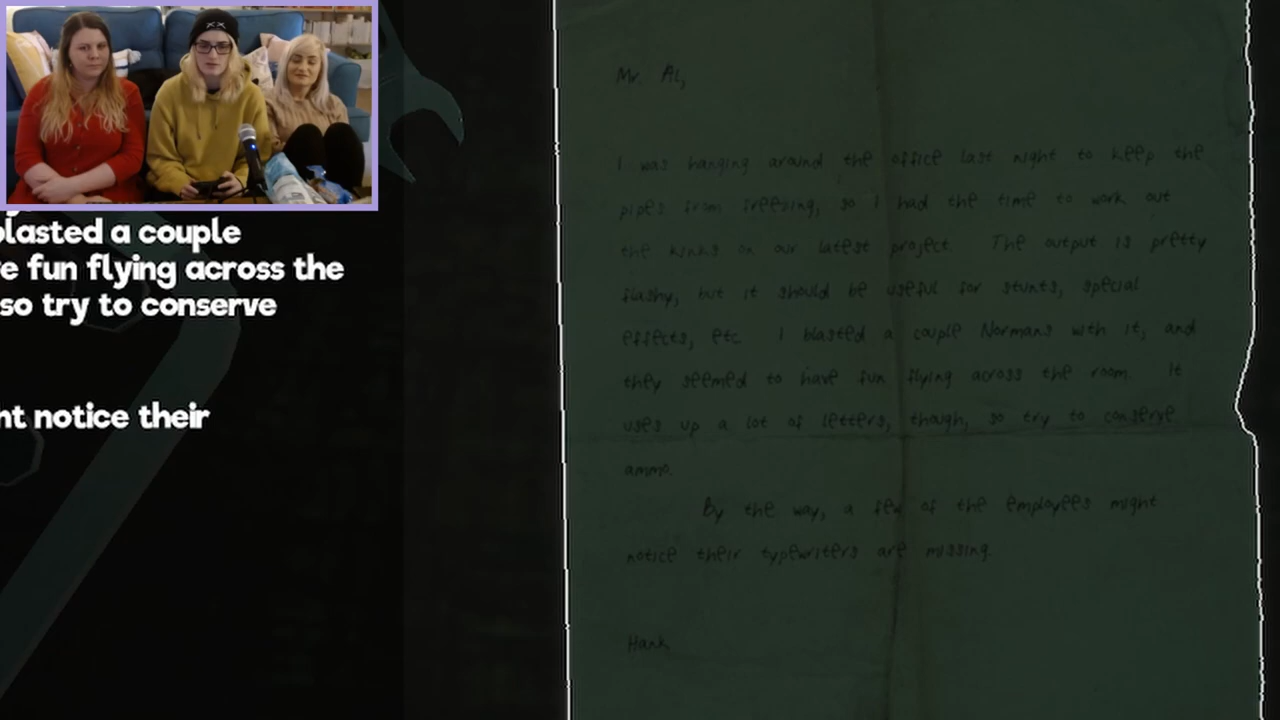 blasted a couple
e fun flying across the
so try to conserve
nt notice their
Mr. Al,
I was hanging around the office last night to keep the
pipes from freezing, so I had the time to work out
the kinks on our latest project. The output is pretty
flashy, but it should be useful for stunts, special
effects, etc. I blasted a couple Normans with it, and
they seemed to have fun flying across the room. It
uses up a lot of letters, though, so try to conserve
ammo.
By the way, a few of the employees might
notice their typewriters are missing.
Hank